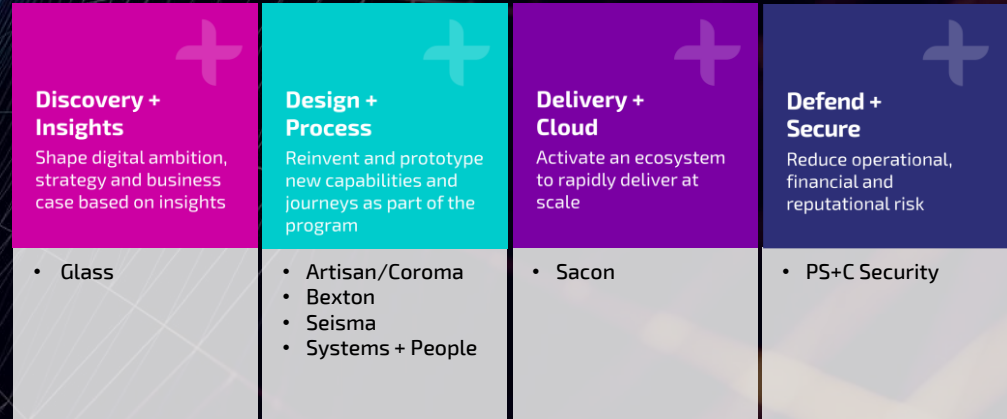 Discovery +
Insights
Shape digital ambition,
strategy and business
case based on insights
• Glass
Design +
Process
Reinvent and prototype
new capabilities and
journeys as part of the
program
• Artisan/Coroma
• Bexton
• Seisma
• Systems + People
Delivery +
Cloud
Activate an ecosystem
to rapidly deliver at
scale
• Sacon
Defend +
Secure
Reduce operational,
financial and
reputational risk
• PS+C Security